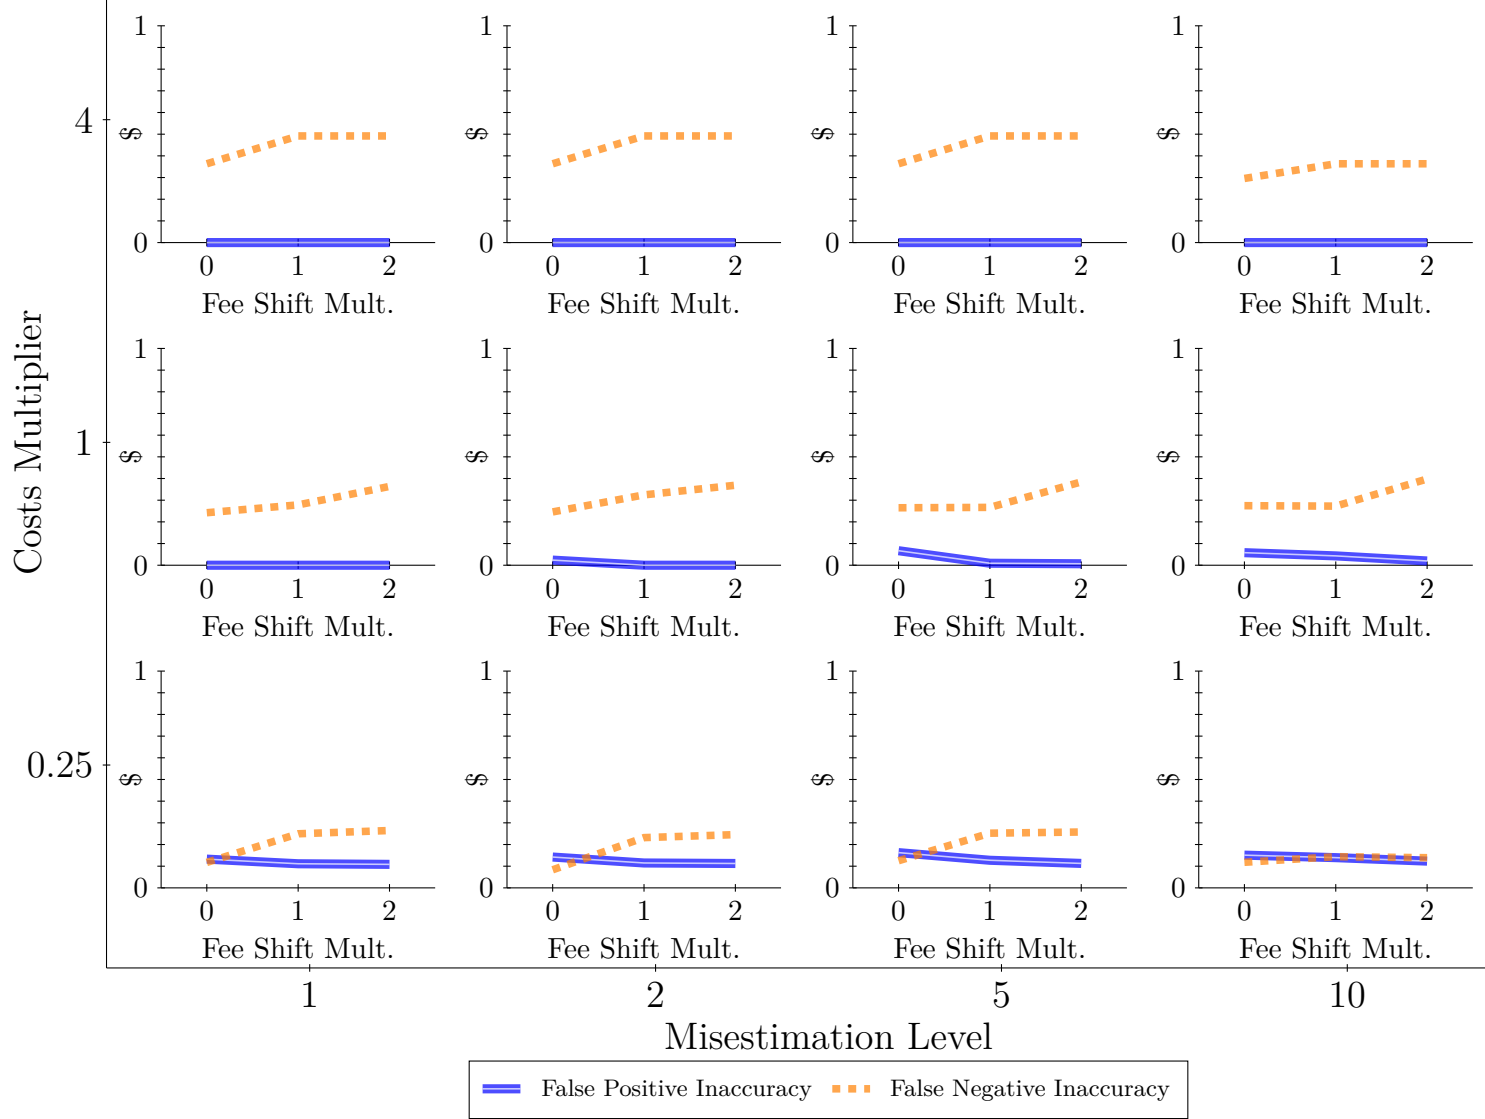 Costs Multiplier
4
1
$
0
0 1 2
Fee Shift Mult.
1
$
0
0 1 2
Fee Shift Mult.
1
$
0
0 1 2
Fee Shift Mult.
1
$
0
0 1 2
Fee Shift Mult.
1
1
$
0
0 1 2
Fee Shift Mult.
1
$
0
0 1 2
Fee Shift Mult.
1
$
0
0 1 2
Fee Shift Mult.
1
$
0
0 1 2
Fee Shift Mult.
0.25
1
$
0
0 1 2
Fee Shift Mult.
1
$
0
0 1 2
Fee Shift Mult.
1
$
0
0 1 2
Fee Shift Mult.
1
$
0
0 1 2
Fee Shift Mult.
1 2 5 10
Misestimation Level
False Positive Inaccuracy False Negative Inaccuracy